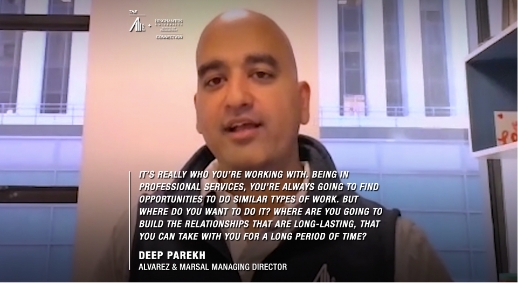 THE
IT'S REALLY WHO YOU'RE WORKING WITH. BEING IN
PROFESSIONAL SERVICES, YOU'RE ALWAYS GOING TO FIND
OPPORTUNITIES TO DO SIMILAR TYPES OF WORK. BUT
WHERE DO YOU WANT TO DO IT? WHERE ARE YOU GOING TO
BUILD THE RELATIONSHIPS THAT ARE LONG-LASTING, THAT
YOU CAN TAKE WITH YOU FOR A LONG PERIOD OF TIME?
DEEP PAREKH
ALVAREZ & MARSAL MANAGING DIRECTOR